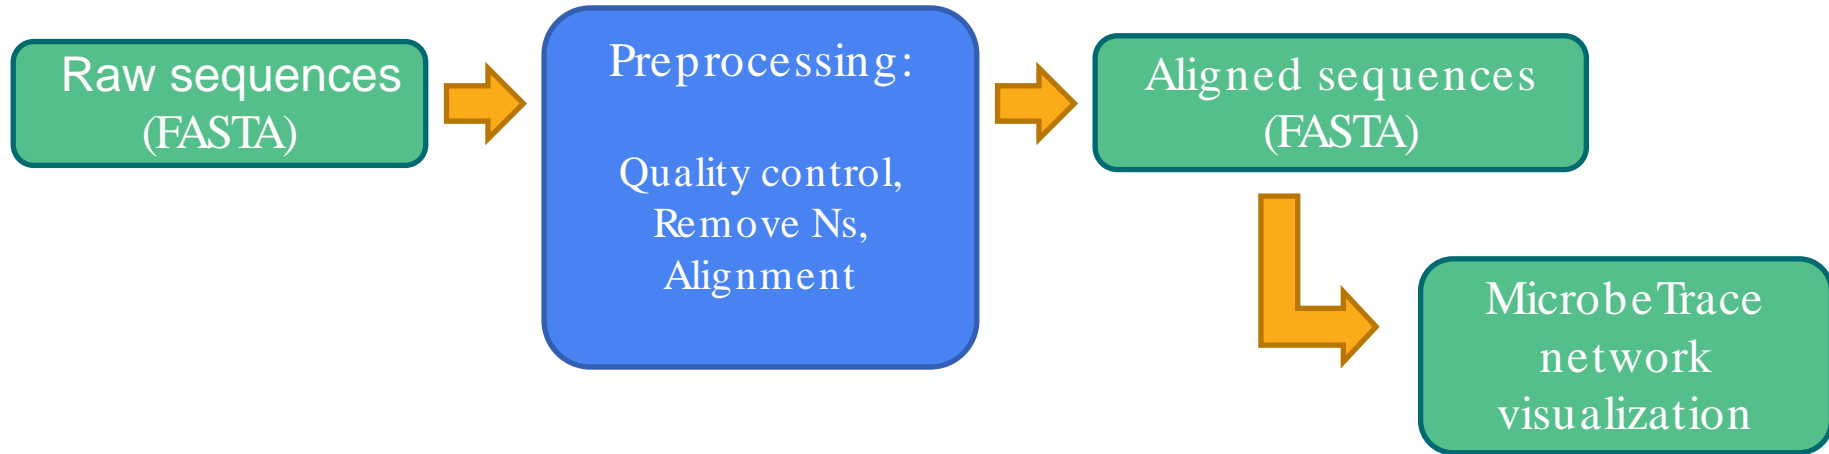 Raw sequences
(FASTA)
Preprocessing:
Quality control,
Remove Ns,
Alignment
Aligned sequences
(FASTA)
MicrobeTrace
network
visualization